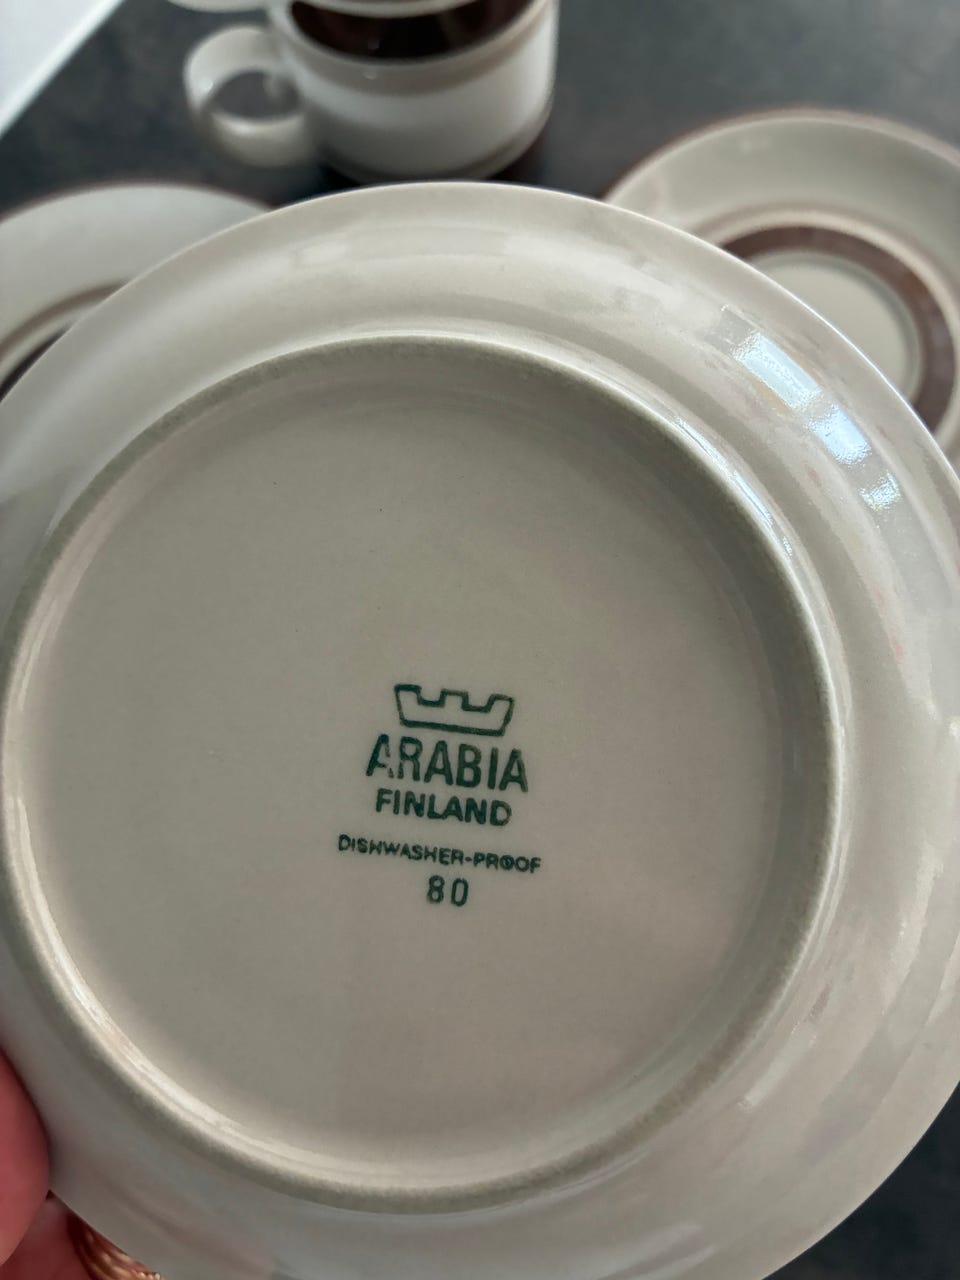 ARABIA
FINLAND
DISHWASHER-PROOF
80